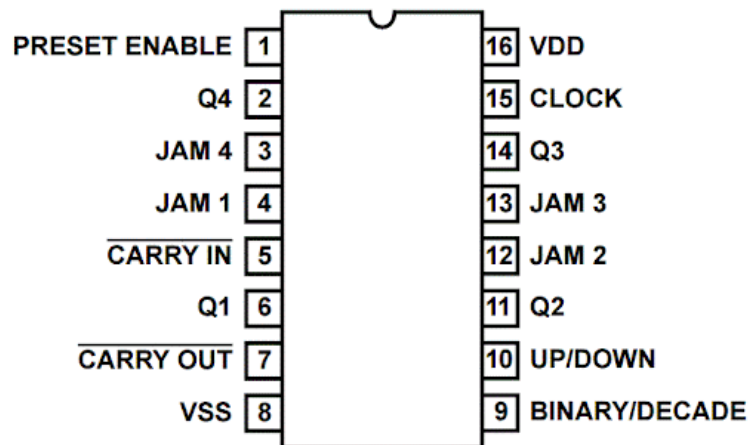 PRESET ENABLE 1 16 VDD
Q4 2 15 CLOCK
JAM 4 3 14 Q3
JAM 1 4 13 JAM 3
CARRY IN 5 12 JAM 2
Q1 6 11 Q2
CARRY OUT 7 10 UP/DOWN
VSS 8 9 BINARY/DECADE